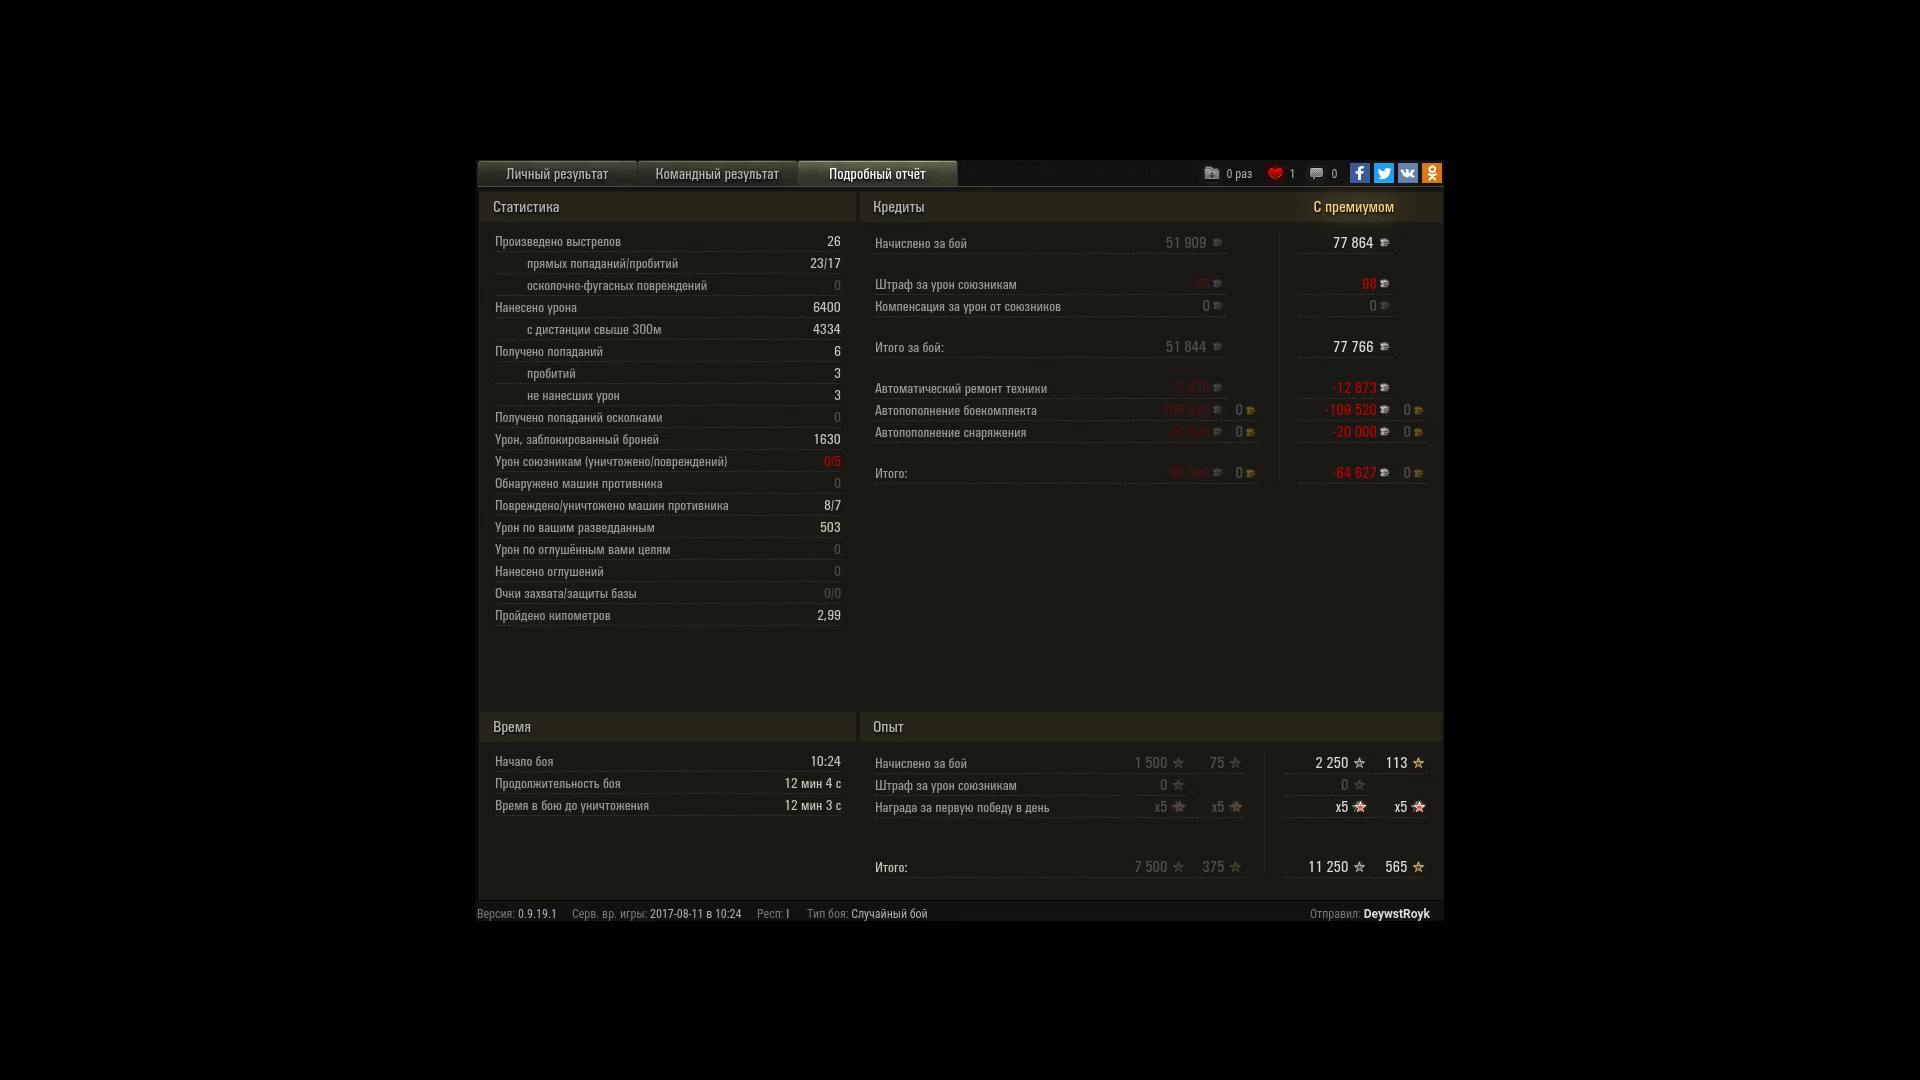 Личный результат Командный результат Подробный отчёт 0 раз 1 0
Статистика
Произведено выстрелов 26
прямых попаданий/пробитий 23/17
осколочно-фугасных повреждений 0
Нанесено урона 6400
с дистанции свыше 300м 4334
Получено попаданий 6
пробитий 3
не нанесших урон 3
Получено попаданий осколками 0
Урон, заблокированный броней 1630
Урон союзникам (уничтожено/повреждений) 0/5
Обнаружено машин противника 0
Повреждено/уничтожено машин противника 8/7
Урон по вашим разведданным 503
Урон по оглушённым вами целям 0
Нанесено оглушений 0
Очки захвата/защиты базы 0/0
Пройдено километров 2,99
Кредиты С премиумом
Начислено за бой 51 909 77 864
Штраф за урон союзникам -65 98
Компенсация за урон от союзников 0 0
Итого за бой: 51 844 77 766
Автоматический ремонт техники -12 873
Автопополнение боекомплекта 109 520 0 -109 520 0
Автопополнение снаряжения 0 -20 000 0
Итого: 90 549 0 -64 627 0
Время
Начало боя 10:24
Продолжительность боя 12 мин 4 с
Время в бою до уничтожения 12 мин 3 с
Опыт
Начислено за бой 1 500 75 2 250 113
Штраф за урон союзникам 0 0
Награда за первую победу в день x5 x5 x5 x5
Итого: 7 500 375 11 250 565
Версия: 0.9.19.1 Серв. вр. игры: 2017-08-11 в 10:24 Респ: I Тип боя: Случайный бой Отправил: DeywstRoyk